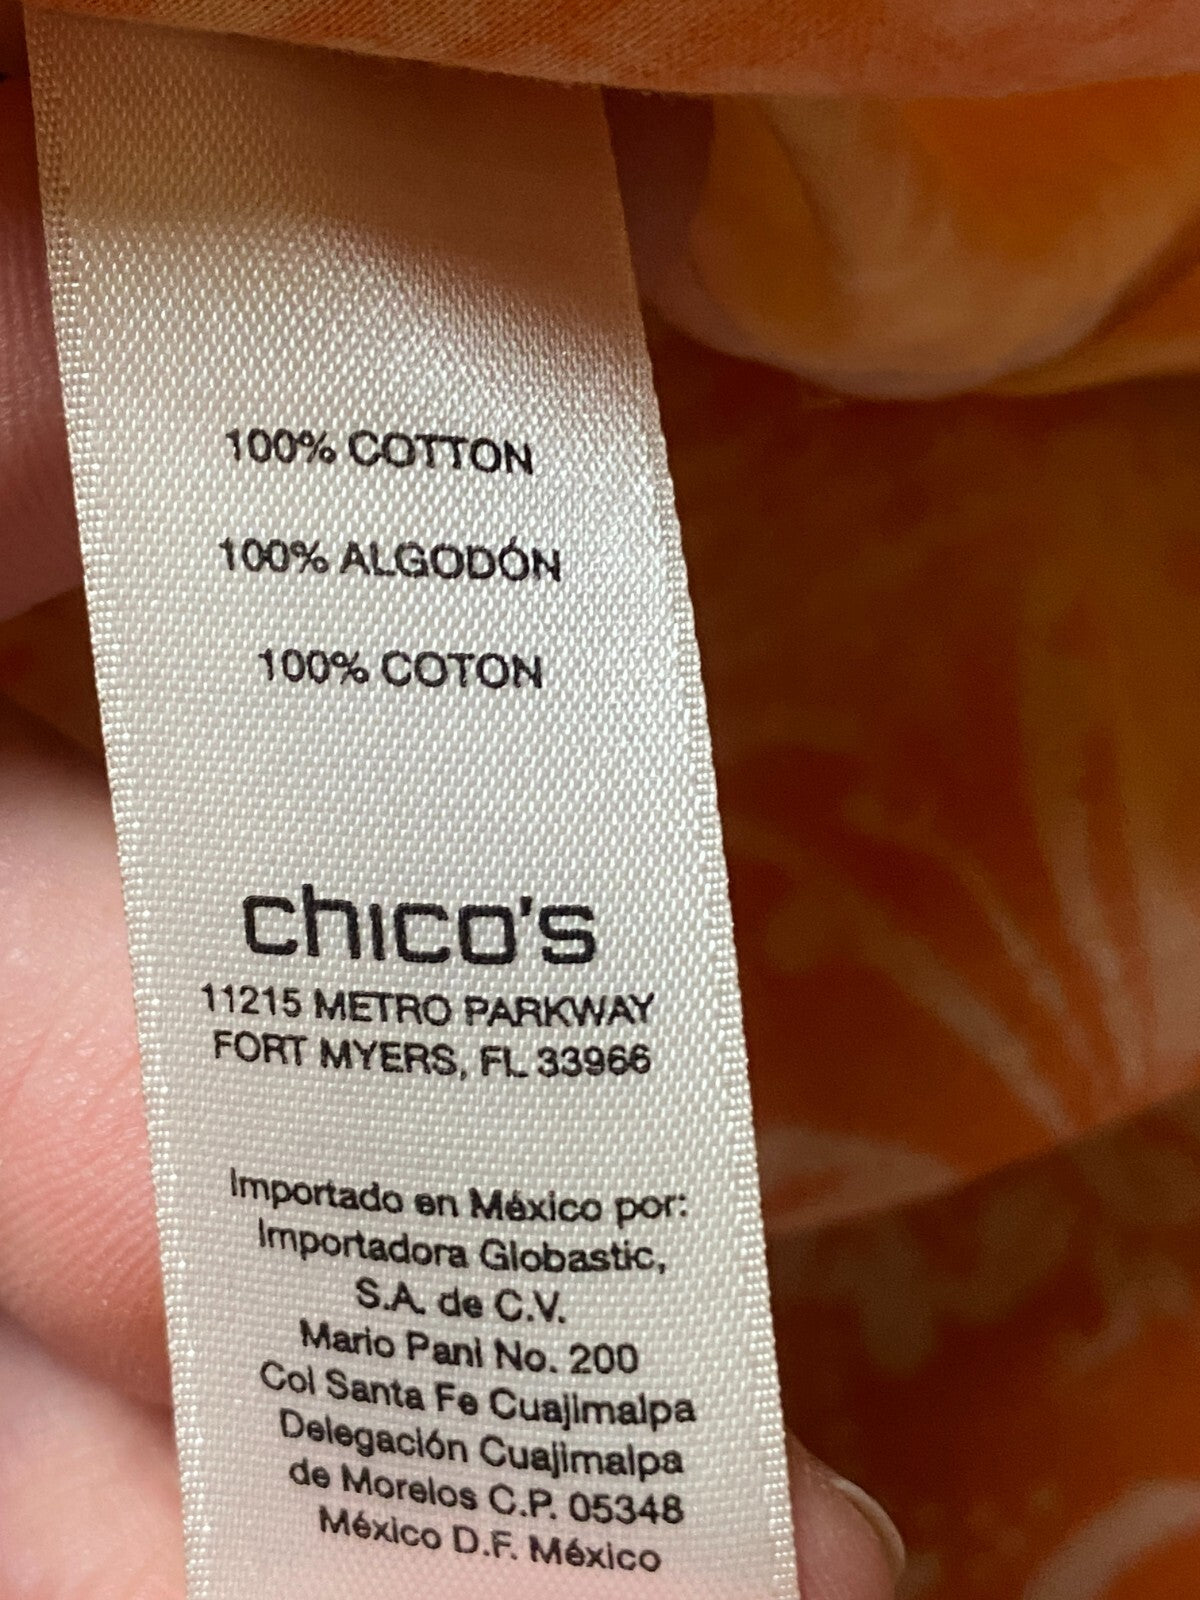 100% COTTON
100% ALGODÓN
100% COTON
chico's
11215 METRO PARKWAY
FORT MYERS, FL 33966
Importado en México por:
Importadora Globastic,
S.A. de C.V.
Mario Pani No. 200
Col Santa Fe Cuajimalpa
Delegación Cuajimalpa
de Morelos C.P. 05348
México D.F. México